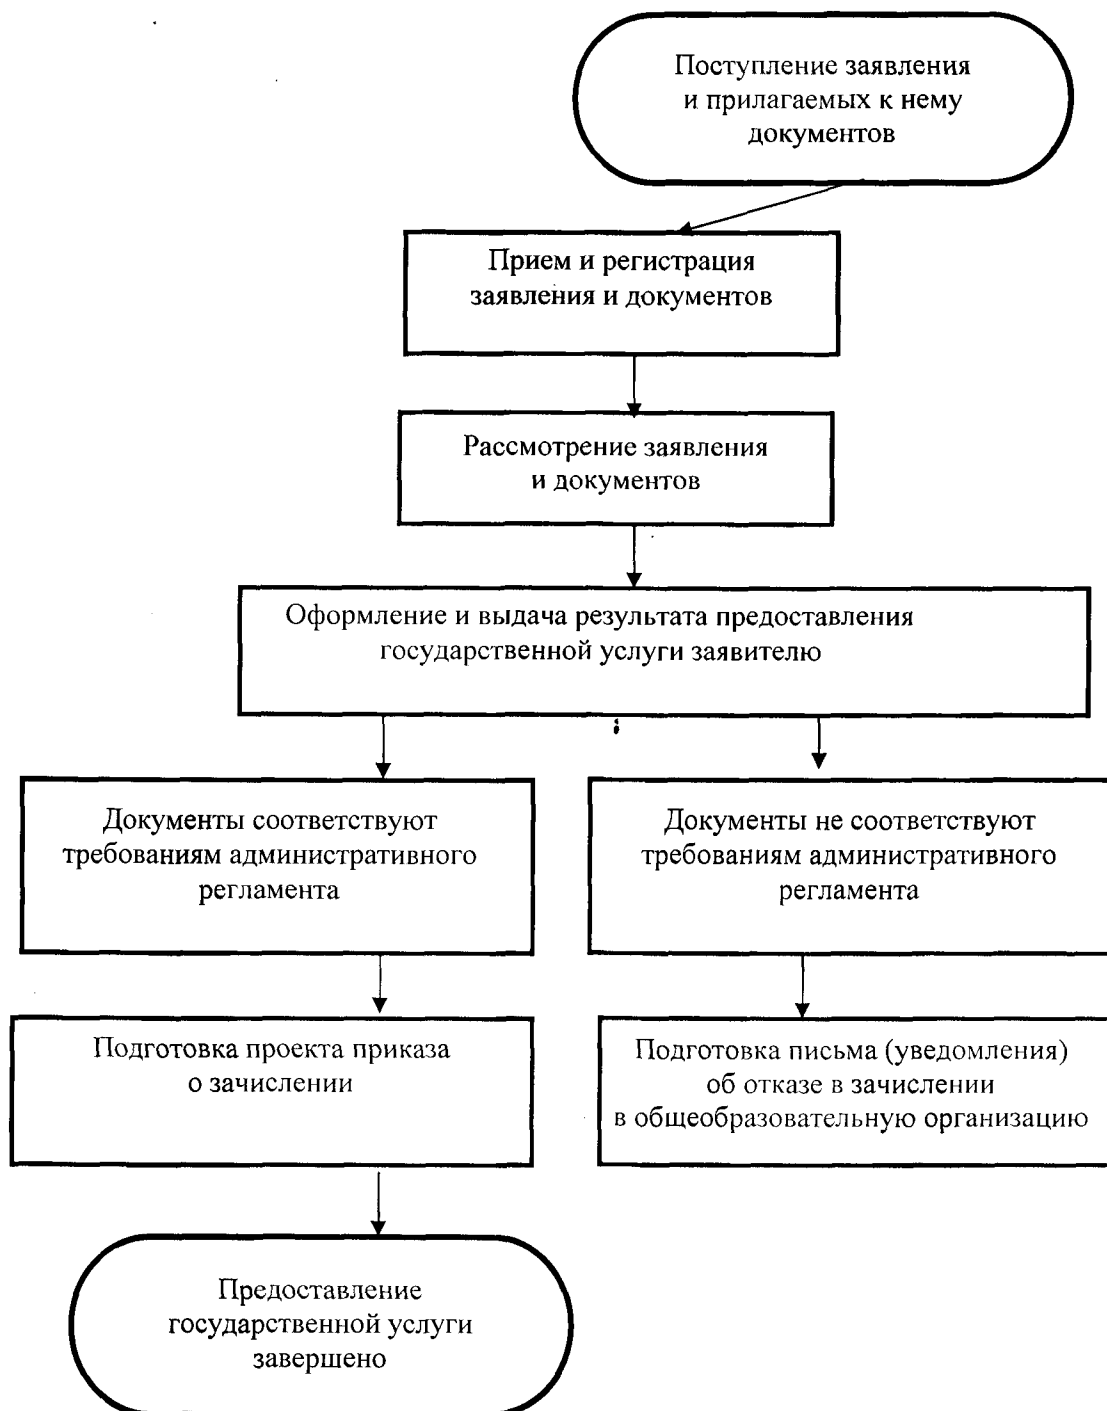 Поступление заявления
и прилагаемых к нему
документов
Прием и регистрация
заявления и документов
Рассмотрение заявления
и документов
Оформление и выдача результата предоставления
государственной услуги заявителю
Документы соответствуют
требованиям административного
регламента
Документы не соответствуют
требованиям административного
регламента
Подготовка проекта приказа
о зачислении
Подготовка письма (уведомления)
об отказе в зачислении
в общеобразовательную организацию
Предоставление
государственной услуги
завершено